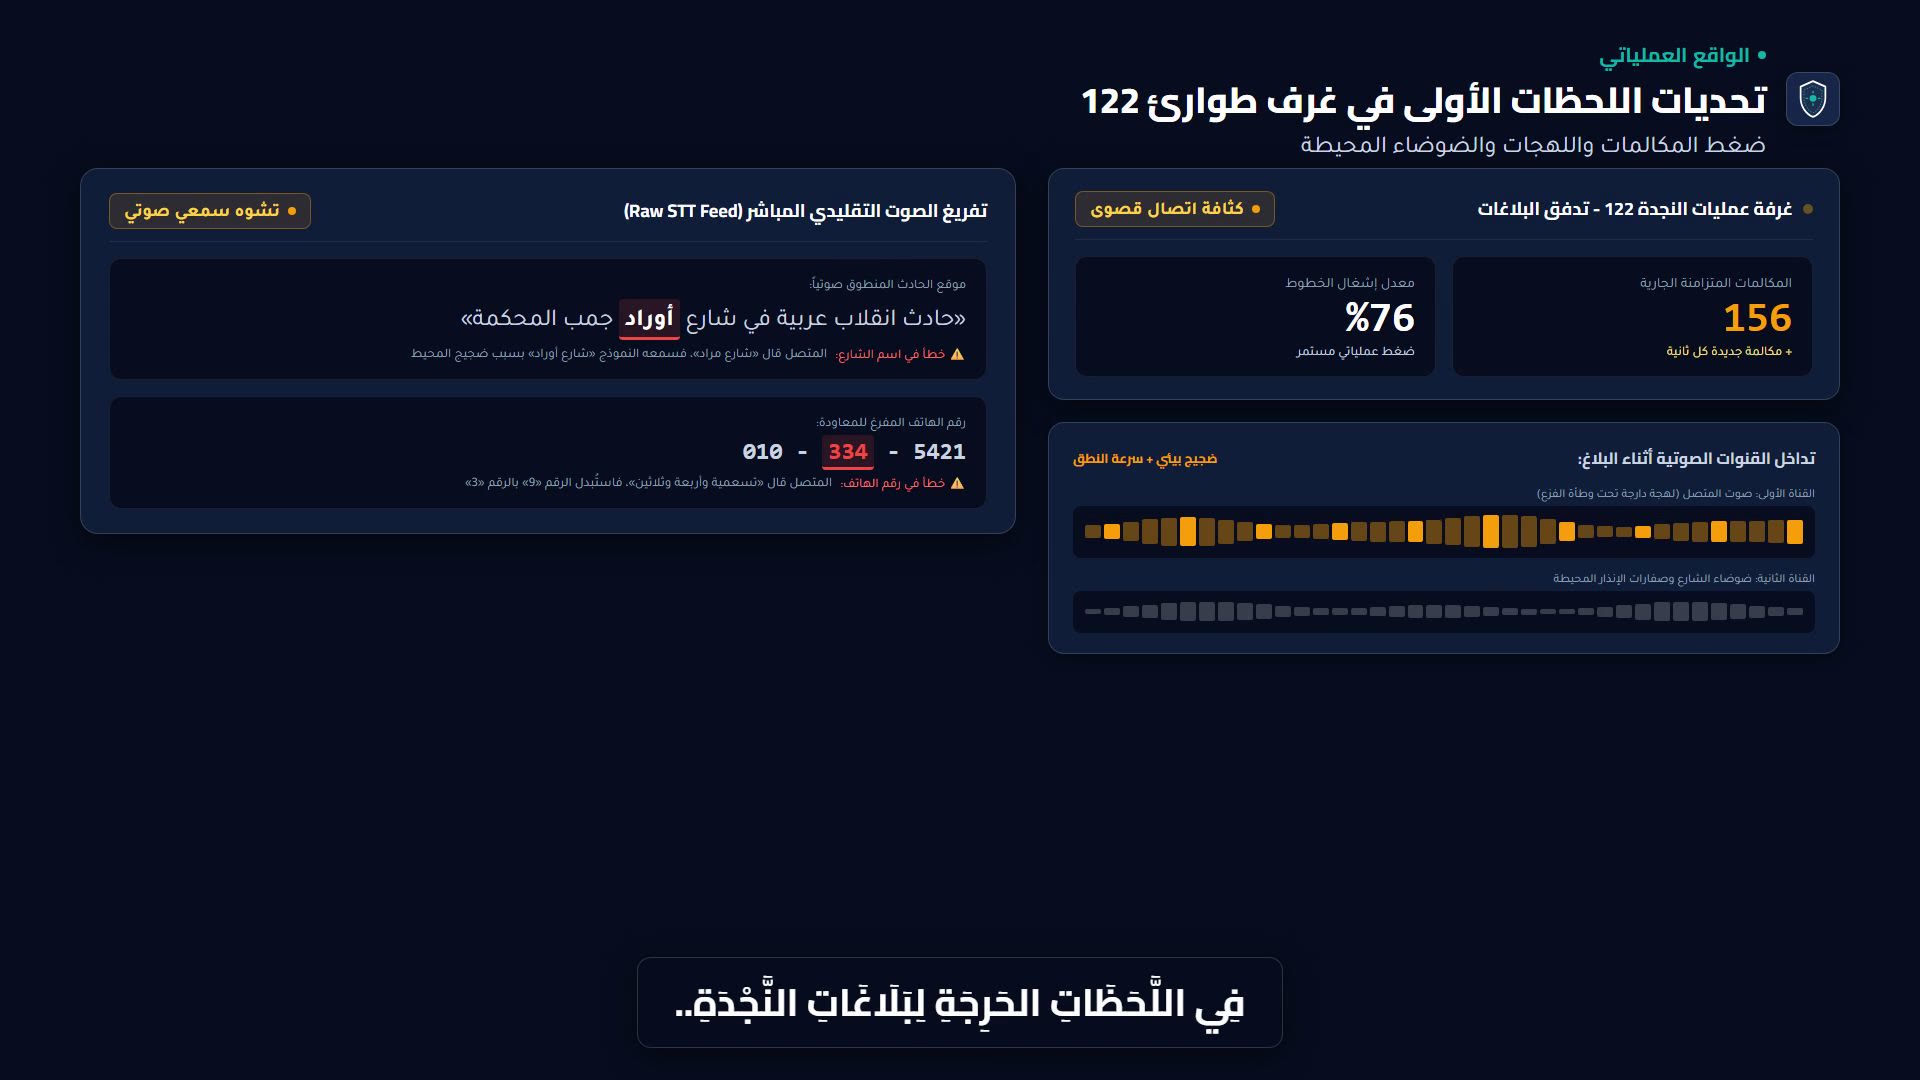 الواقع العملياتي
تحديات اللحظات الأولى في غرف طوارئ 122
ضغط المكالمات واللهجات والضوضاء المحيطة
غرفة عمليات النجدة 122 - تدفق البلاغات
كثافة اتصال قصوى
المكالمات المتزامنة الجارية
156
+ مكالمة جديدة كل ثانية
معدل إشغال الخطوط
%76
ضغط عملياتي مستمر
تداخل القنوات الصوتية أثناء البلاغ:
ضجيج بيئي + سرعة النطق
القناة الأولى: صوت المتصل (لهجة دارجة تحت وطأة الفزع)
القناة الثانية: ضوضاء الشارع وصفارات الإنذار المحيطة
تفريغ الصوت التقليدي المباشر (Raw STT Feed)
تشوه سمعي صوتي
موقع الحادث المنطوق صوتياً:
«حادث انقلاب عربية في شارع أوراد جمب المحكمة»
⚠️ خطأ في اسم الشارع: المتصل قال «شارع مراد»، فسمعه النموذج «شارع أوراد» بسبب ضجيج المحيط
رقم الهاتف المفرغ للمعاودة:
010 - 334 - 5421
⚠️ خطأ في رقم الهاتف: المتصل قال «تسعمية وأربعة وثلاثين»، فاستُبدل الرقم «9» بالرقم «3»
فِي اللَّحَظَاتِ الحَرِجَةِ لِبَلَاغَاتِ النَّجْدَةِ..